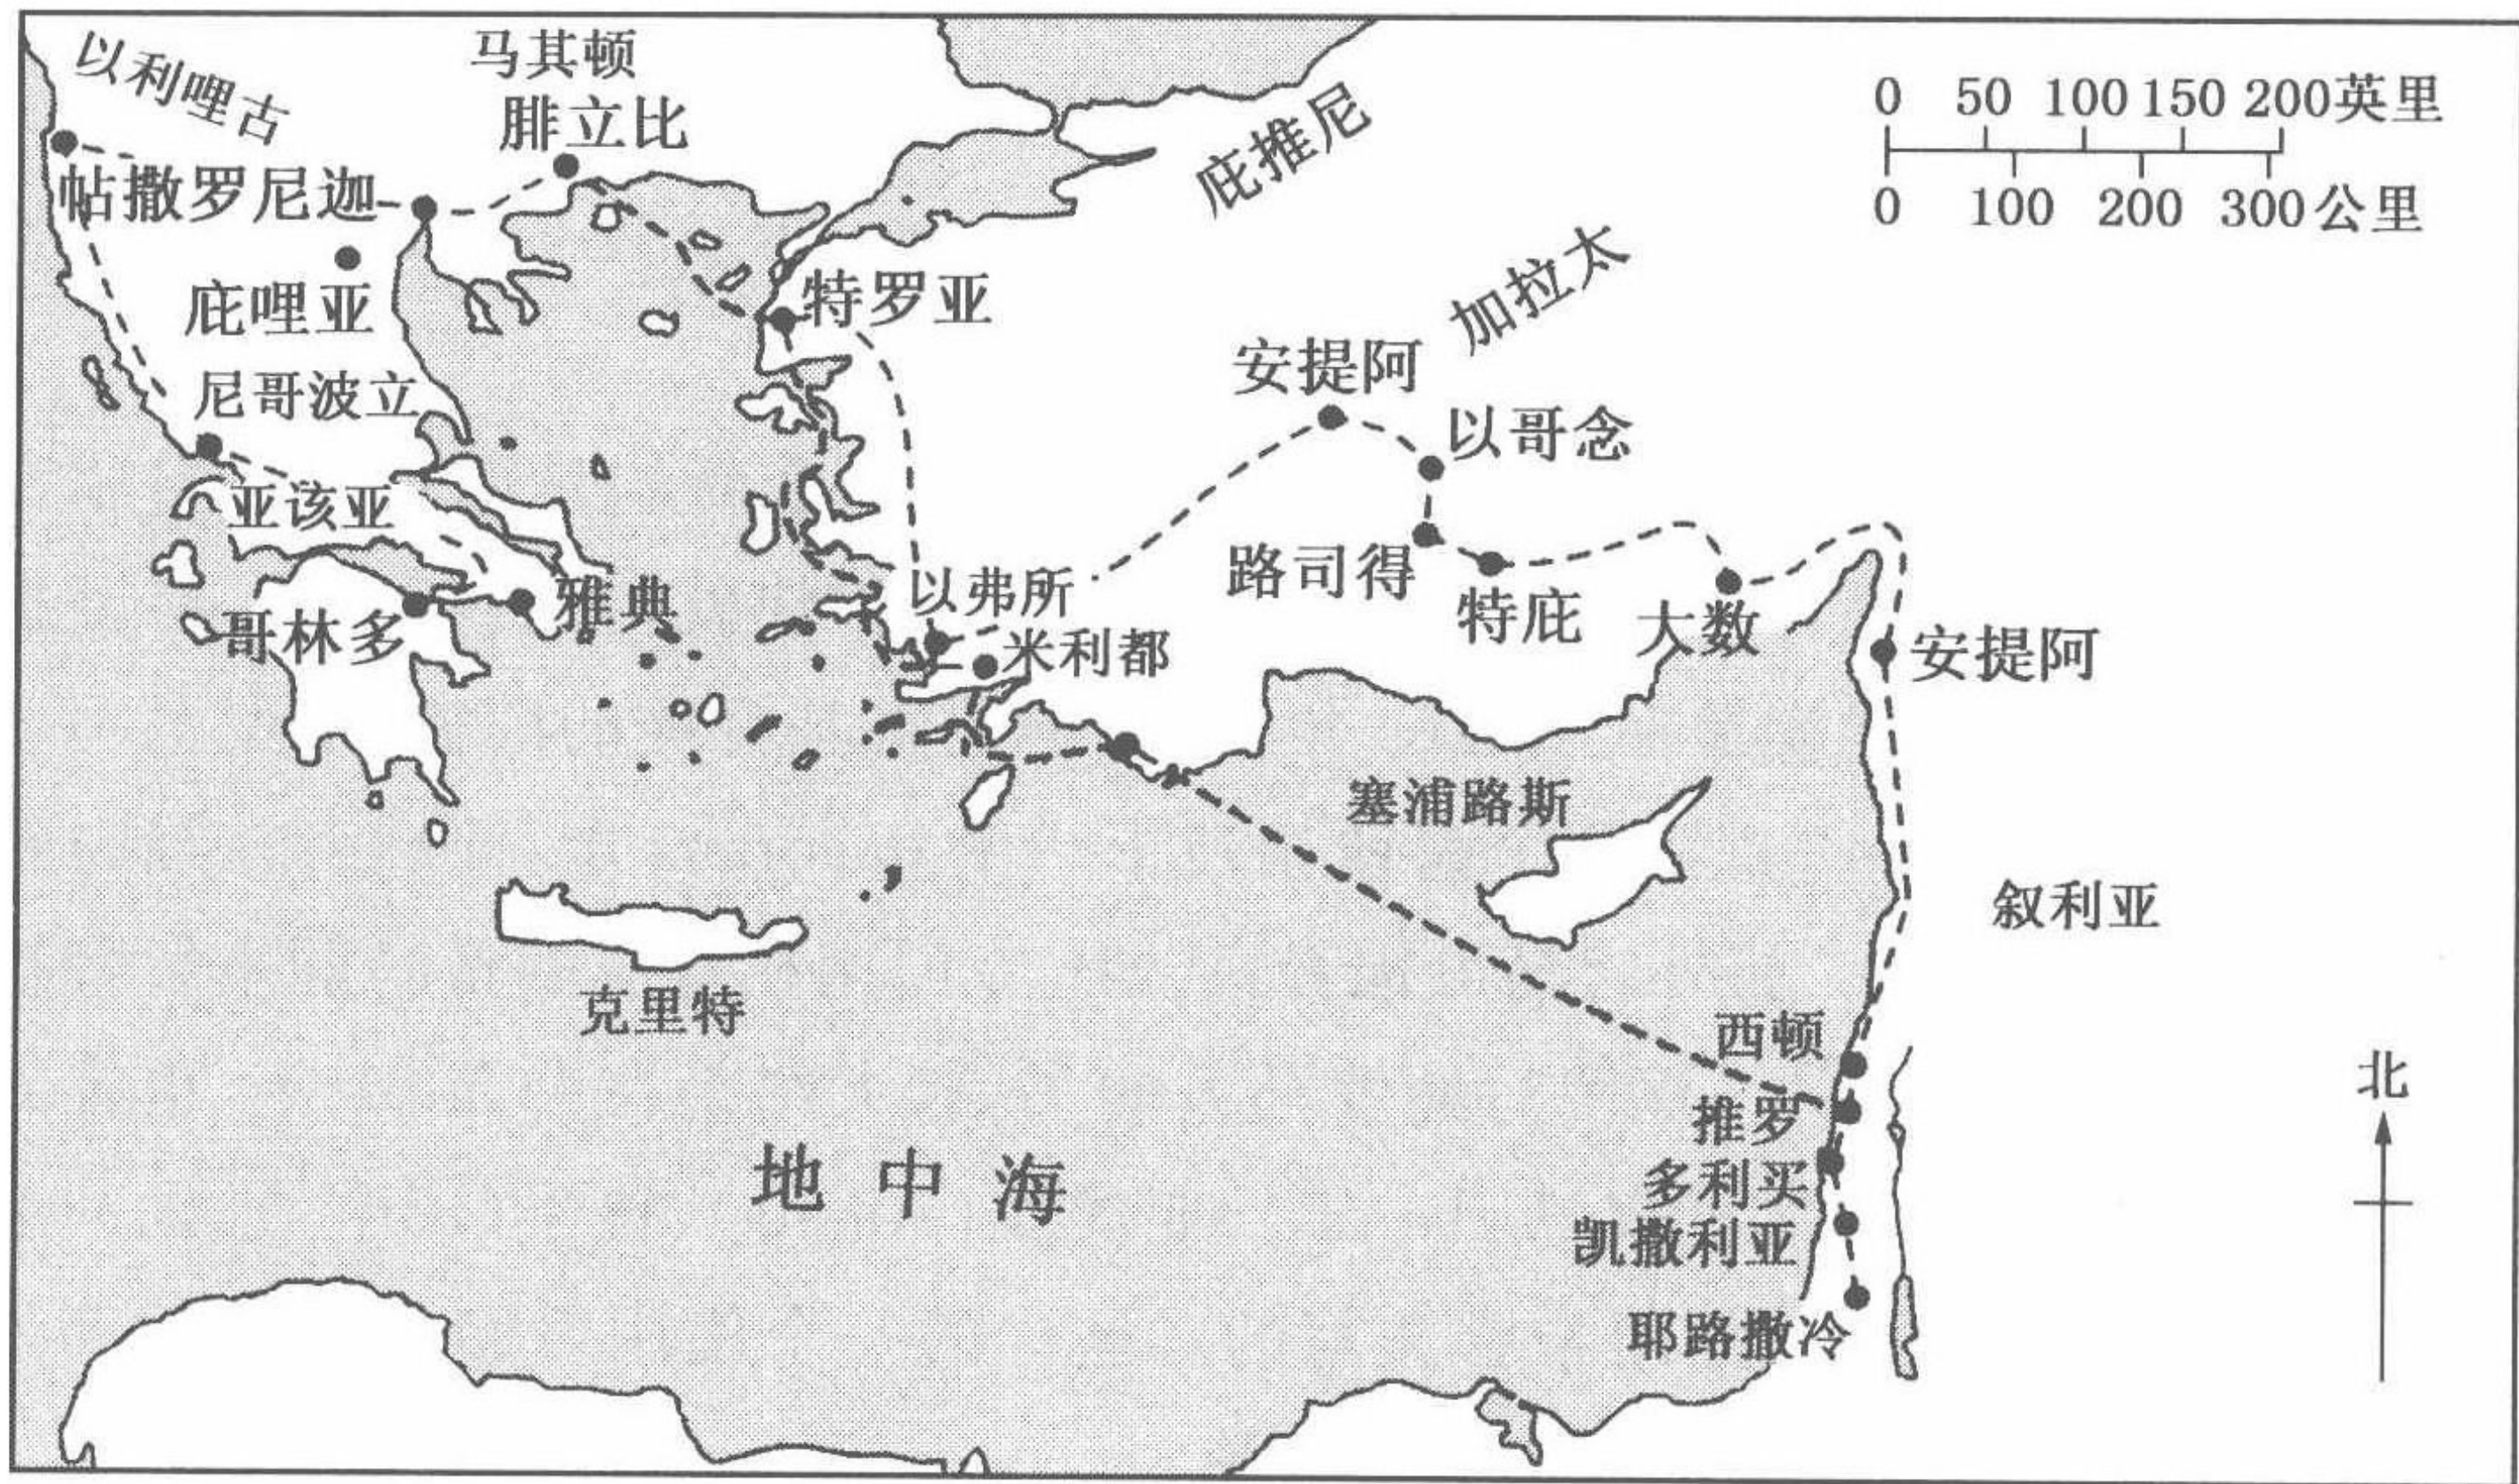 以利哩古
马其顿
腓立比
帖撒罗尼迦
庇哩亚
尼哥波立
亚该亚
哥林多
雅典
特罗亚
庇推尼
加拉太
安提阿
以哥念
路司得
特庇
大数
安提阿
以弗所
米利都
塞浦路斯
克里特
叙利亚
地中海
西顿
推罗
多利买
凯撒利亚
耶路撒冷
0 50 100 150 200英里
0 100 200 300公里
北